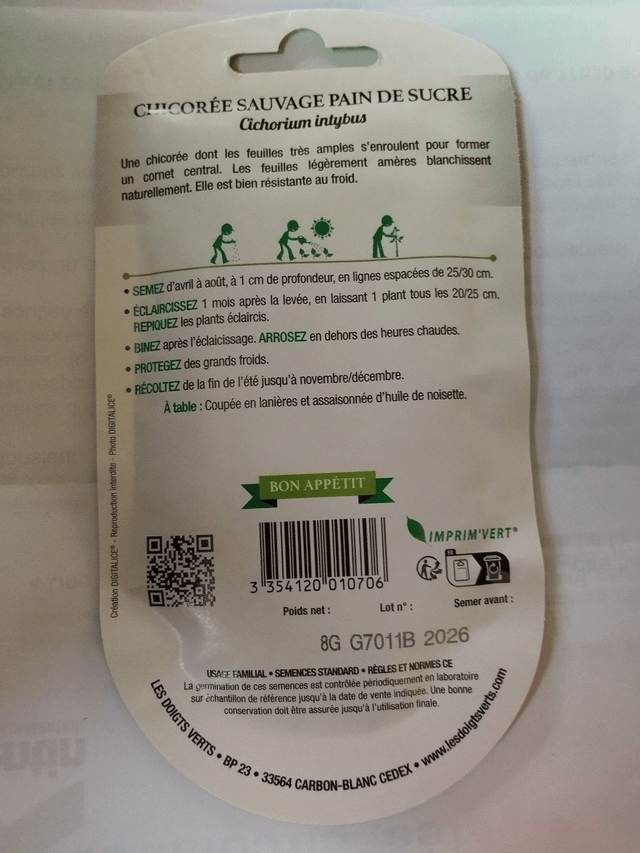 CHICORÉE SAUVAGE PAIN DE SUCRE
Cichorium intybus
Une chicorée dont les feuilles très amples s'enroulent pour former
un cornet central. Les feuilles légèrement amères blanchissent
naturellement. Elle est bien résistante au froid.
• SEMEZ d'avril à août, à 1 cm de profondeur, en lignes espacées de 25/30 cm.
• ÉCLAIRCISSEZ 1 mois après la levée, en laissant 1 plant tous les 20/25 cm.
REPIQUEZ les plants éclaircis.
• BINEZ après l'éclaicissage. ARROSEZ en dehors des heures chaudes.
• PROTEGEZ des grands froids.
• RÉCOLTEZ de la fin de l'été jusqu'à novembre/décembre.
À table : Coupée en lanières et assaisonnée d'huile de noisette.
Création DIGITALICE® - Reproduction interdite - Photo DIGITALICE®
BON APPÉTIT
IMPRIM'VERT®
3 354120 010706
Poids net : Lot n° : Semer avant :
8G G7011B 2026
USAGE FAMILIAL • SEMENCES STANDARD • RÈGLES ET NORMES CE
La germination de ces semences est contrôlée périodiquement en laboratoire
sur échantillon de référence jusqu'à la date de vente indiquée. Une bonne
conservation doit être assurée jusqu'à l'utilisation finale.
LES DOIGTS VERTS • BP 23 • 33564 CARBON-BLANC CEDEX • www.lesdoigtsverts.com